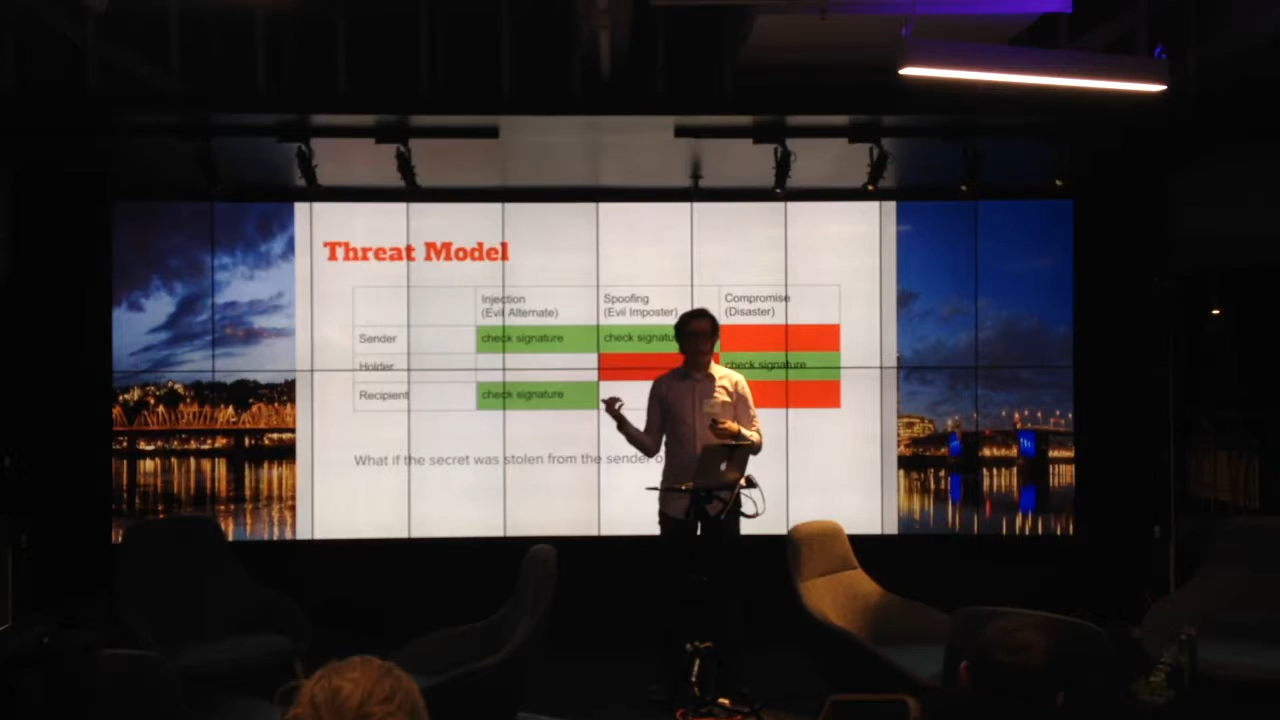 Threat Model
Injection Spoofing Compromise
(Evil Alternate) (Evil Imposter) (Disaster)
Sender check signature check
Holder check signature
Recipient check signature
What if the secret was stolen from the sender